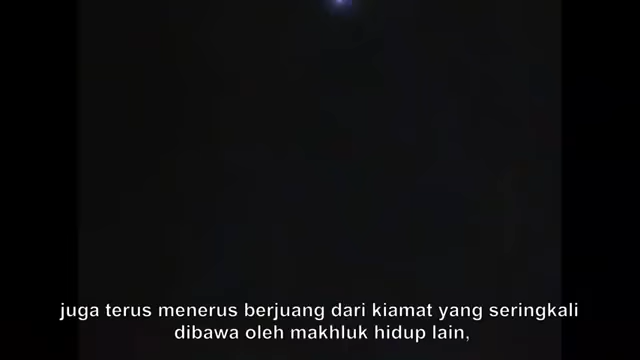 juga terus menerus berjuang dari kiamat yang seringkali
dibawa oleh makhluk hidup lain,